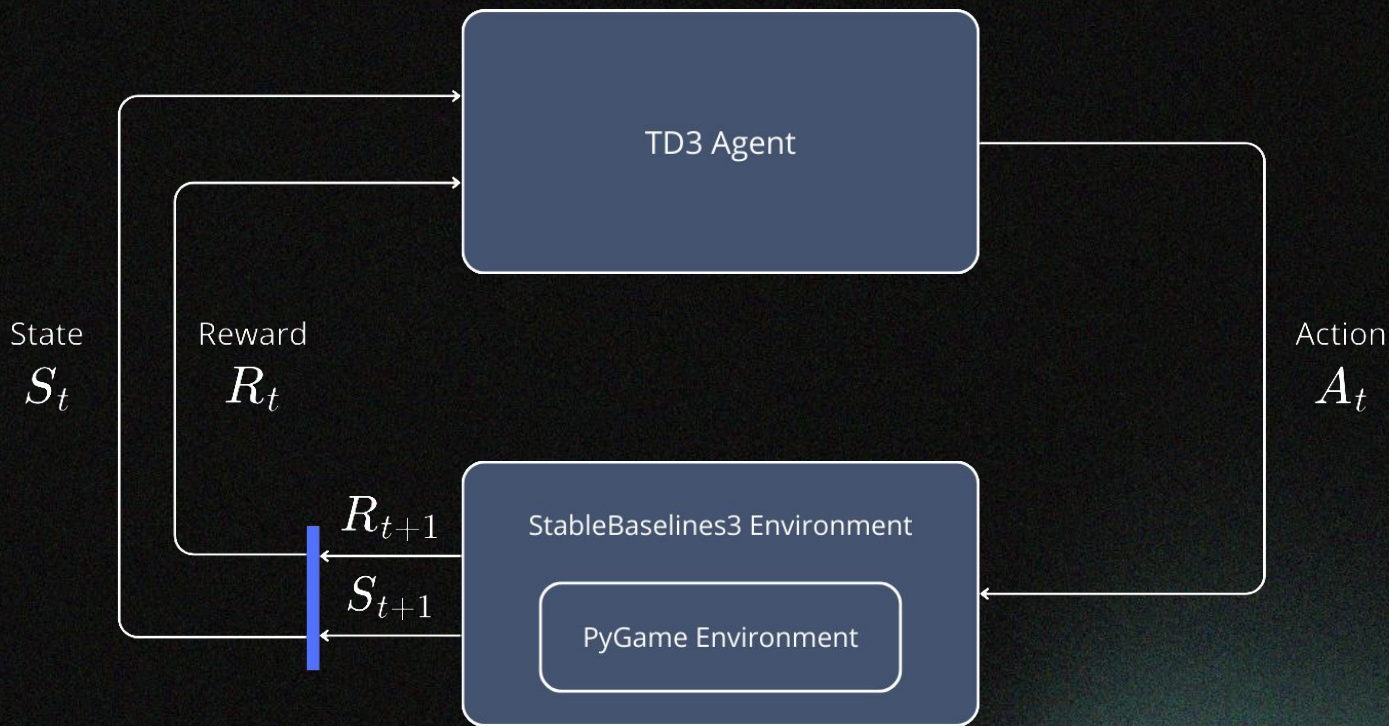 TD3 Agent
State
S_t
Reward
R_t
Action
A_t
R_{t+1}
StableBaselines3 Environment
S_{t+1}
PyGame Environment